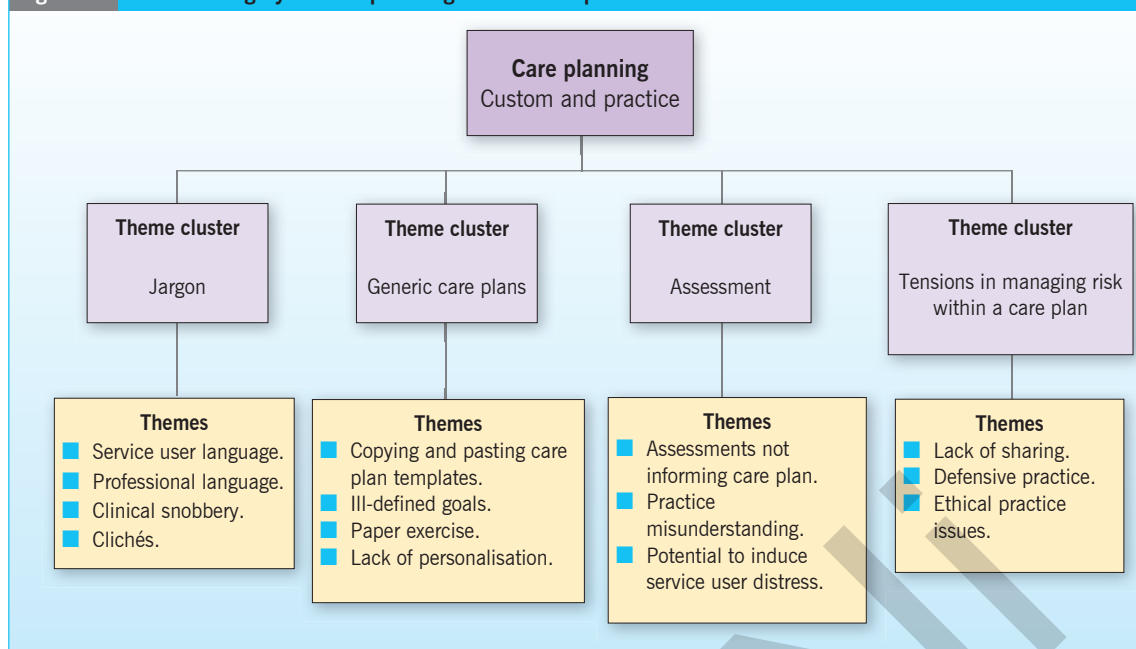 Care planning
Custom and practice
Theme cluster
Jargon
Theme cluster
Generic care plans
Theme cluster
Assessment
Theme cluster
Tensions in managing risk
within a care plan
Themes
Service user language.
Professional language.
Clinical snobbery.
Clichés.
Themes
Copying and pasting care
plan templates.
Ill-defined goals.
Paper exercise.
Lack of personalisation.
Themes
Assessments not
informing care plan.
Practice
misunderstanding.
Potential to induce
service user distress.
Themes
Lack of sharing.
Defensive practice.
Ethical practice
issues.